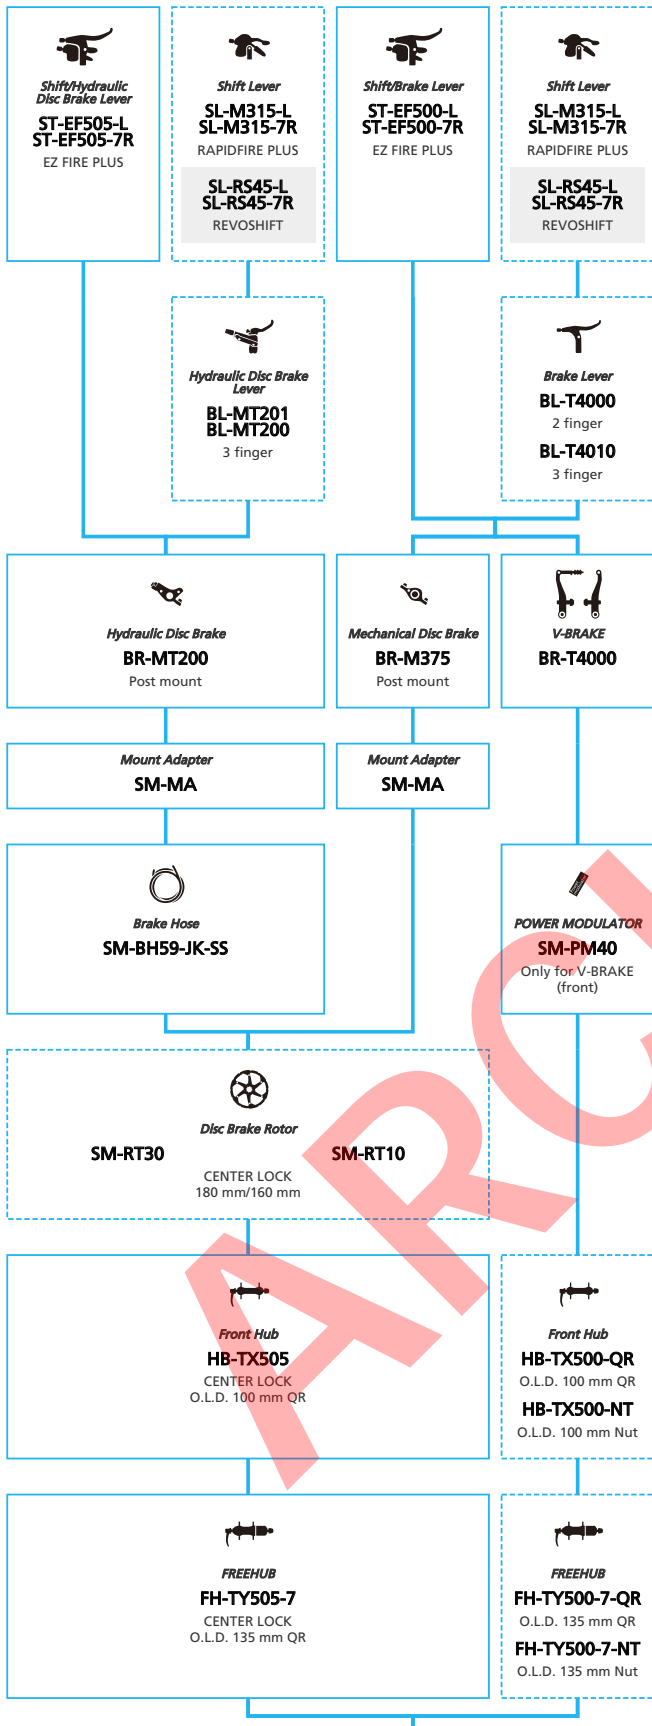 Shift/Hydraulic
Disc Brake Lever
ST-EF505-L
ST-EF505-7R
EZ FIRE PLUS
Shift Lever
SL-M315-L
SL-M315-7R
RAPIDFIRE PLUS
SL-RS45-L
SL-RS45-7R
REVOSHIFT
Shift/Brake Lever
ST-EF500-L
ST-EF500-7R
EZ FIRE PLUS
Shift Lever
SL-M315-L
SL-M315-7R
RAPIDFIRE PLUS
SL-RS45-L
SL-RS45-7R
REVOSHIFT
Hydraulic Disc Brake
Lever
BL-MT201
BL-MT200
3 finger
Brake Lever
BL-T4000
2 finger
BL-T4010
3 finger
Hydraulic Disc Brake
BR-MT200
Post mount
Mechanical Disc Brake
BR-M375
Post mount
V-BRAKE
BR-T4000
Mount Adapter
SM-MA
Mount Adapter
SM-MA
Brake Hose
SM-BH59-JK-SS
POWER MODULATOR
SM-PM40
Only for V-BRAKE
(front)
Disc Brake Rotor
SM-RT30
SM-RT10
CENTER LOCK
180 mm/160 mm
Front Hub
HB-TX505
CENTER LOCK
O.L.D. 100 mm QR
Front Hub
HB-TX500-QR
O.L.D. 100 mm QR
HB-TX500-NT
O.L.D. 100 mm Nut
FREEHUB
FH-TY505-7
CENTER LOCK
O.L.D. 135 mm QR
FREEHUB
FH-TY500-7-QR
O.L.D. 135 mm QR
FH-TY500-7-NT
O.L.D. 135 mm Nut